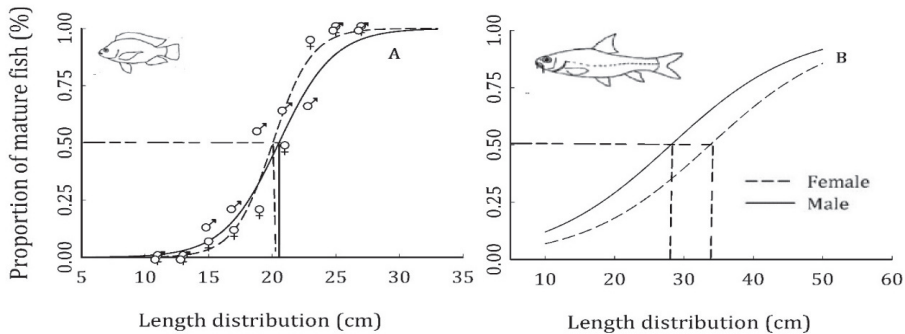 Proportion of mature fish (%)
1.00
0.75
0.50
0.25
0.00
A
5 10 15 20 25 30 35
Length distribution (cm)
1.00
0.75
0.50
0.25
0.00
B
Female
Male
10 20 30 40 50 60
Length distribution (cm)